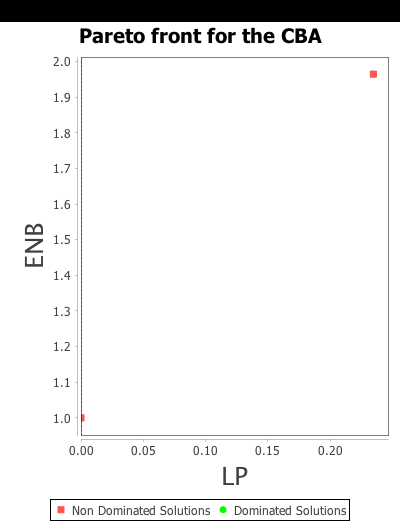 Pareto front for the CBA
2.0
1.9
1.8
1.7
1.6
1.5
1.4
1.3
1.2
1.1
1.0
ENB
0.00 0.05 0.10 0.15 0.20
LP
Non Dominated Solutions Dominated Solutions